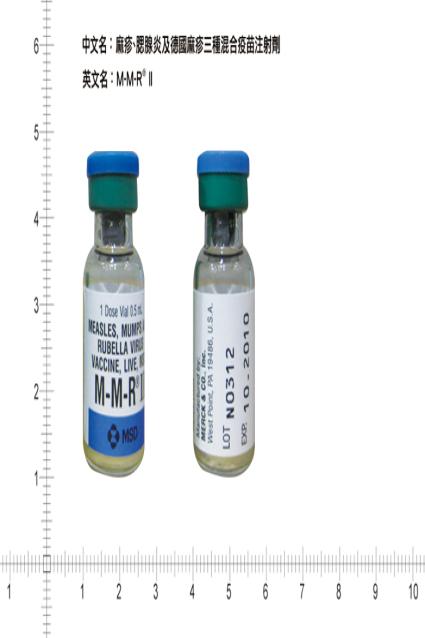 中文名：麻疹、腮腺炎及德國麻疹三種混合疫苗注射劑
英文名：M-M-R® II
6
5
4
3
2
1
1 Dose Vial 0.5 mL
MEASLES, MUMPS
RUBELLA VIRUS
VACCINE, LIVE,
M-M-R® II
MSD
Manufactured by:
MERCK & CO., Inc.
West Point, PA 19486, U.S.A.
LOT N0312
EXP. 10.2010
1 1 2 3 4 5 6 7 8 9 10